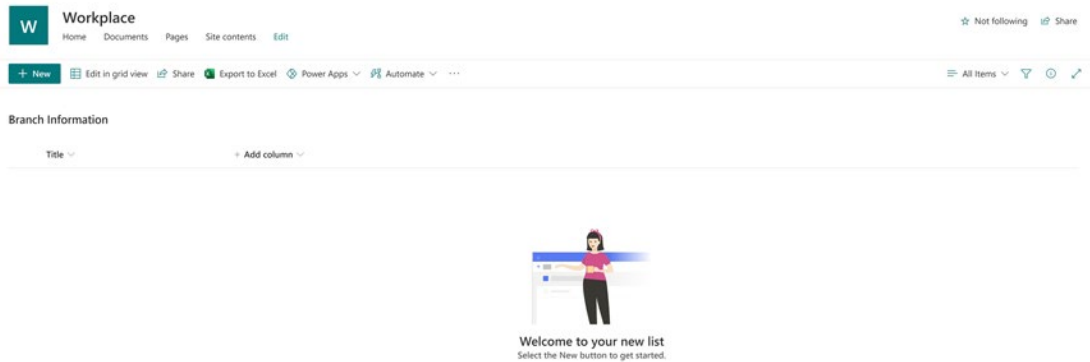 W
Workplace
Not following Share
Home Documents Pages Site contents Edit
+ New Edit in grid view Share Export to Excel Power Apps Automate ··· All Items
Branch Information
Title + Add column
Welcome to your new list
Select the New button to get started.